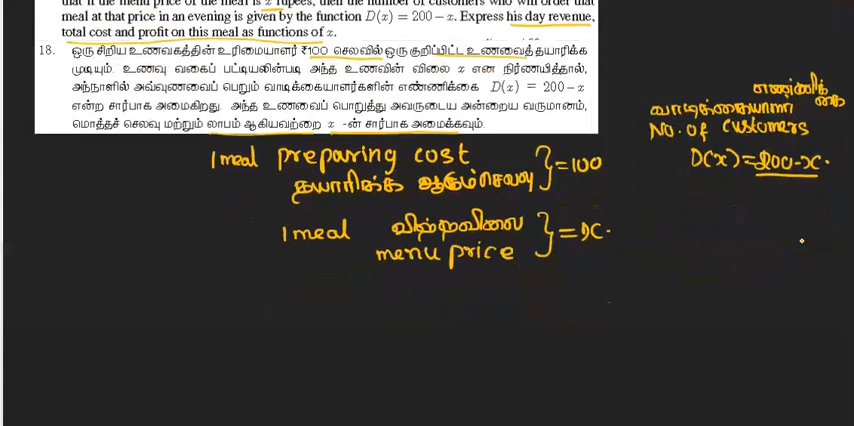 that if the menu price of the meal is x rupees, then the number of customers who will order that
meal at that price in an evening is given by the function D(x) = 200 − x. Express his day revenue,
total cost and profit on this meal as functions of x.
18. ஒரு சிறிய உணவகத்தின் உரிமையாளர் ₹100 செலவில் ஒரு குறிப்பிட்ட உணவைத் தயாரிக்க
முடியும். உணவு வகைப் பட்டியலின்படி அந்த உணவின் விலை x என நிர்ணயித்தால்,
அந்நாளில் அவ்வுணவைப் பெறும் வாடிக்கையாளர்களின் எண்ணிக்கை D(x) = 200 − x
என்ற சார்பாக அமைகிறது. அந்த உணவைப் பொறுத்து அவருடைய அன்றைய வருமானம்,
மொத்தச் செலவு மற்றும் லாபம் ஆகியவற்றை x -ன் சார்பாக அமைக்கவும்.
எண்ணிக்கை
வாடிக்கையாளர்
No. of customers
D(x) = 200-x.
1 meal preparing cost
தயாரிக்க ஆகும் செலவு } = 100
1 meal விற்றவிலை
menu price } = x.